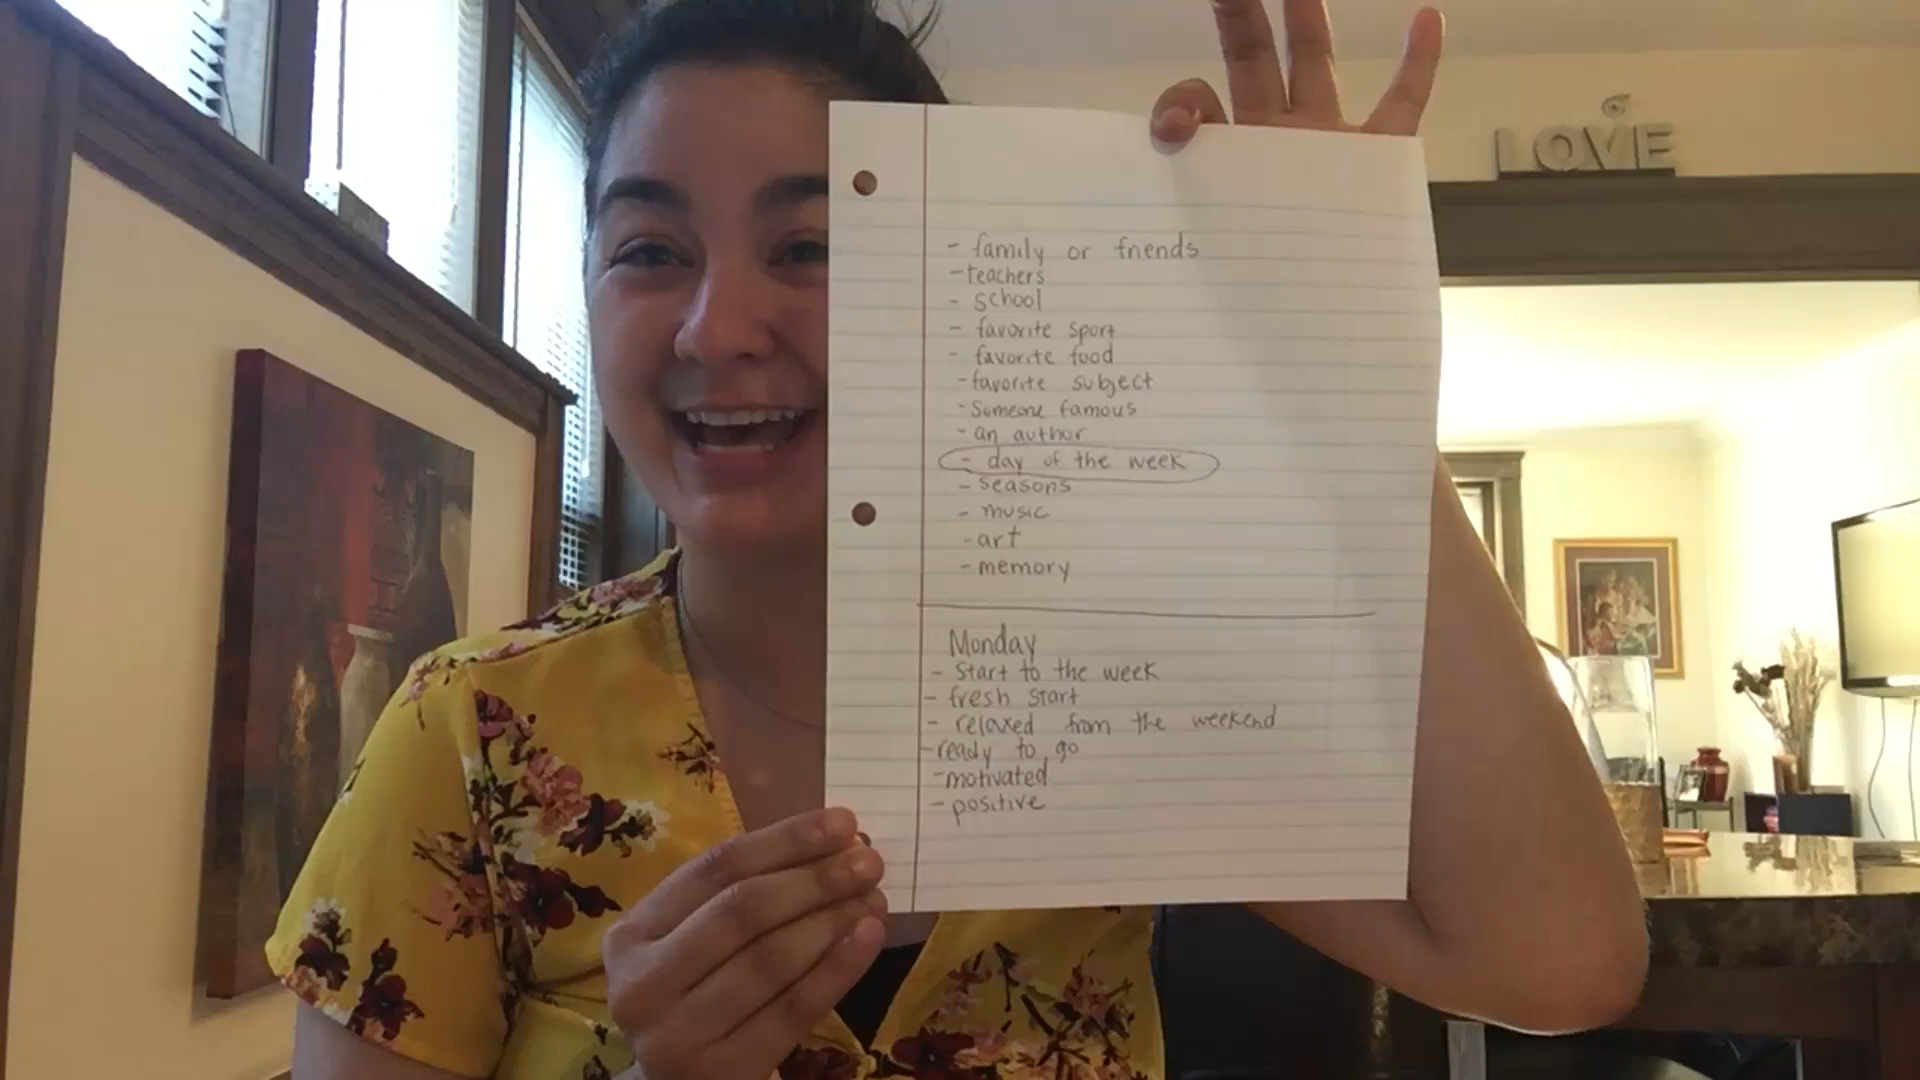 LOVE
- family or friends
- teachers
- school
- favorite sport
- favorite food
- favorite subject
- Someone famous
- an author
- day of the week
- seasons
- music
- art
- memory
Monday
- start to the week
- fresh start
- relaxed from the weekend
- ready to go
- motivated
- positive